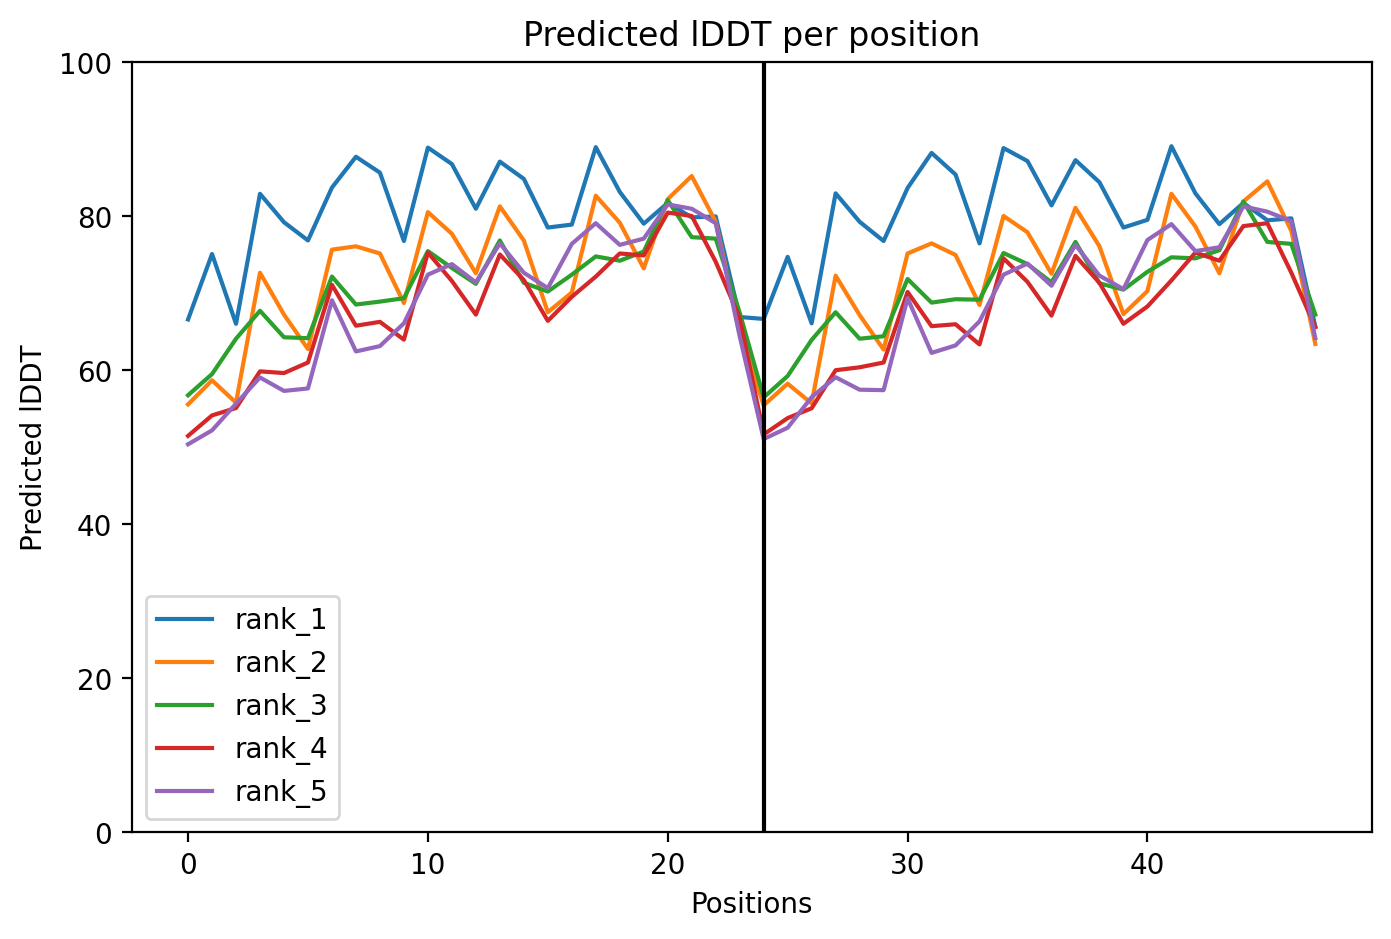 Predicted lDDT per position
100
80
60
40
20
0
Predicted lDDT
rank_1
rank_2
rank_3
rank_4
rank_5
0 10 20 30 40
Positions